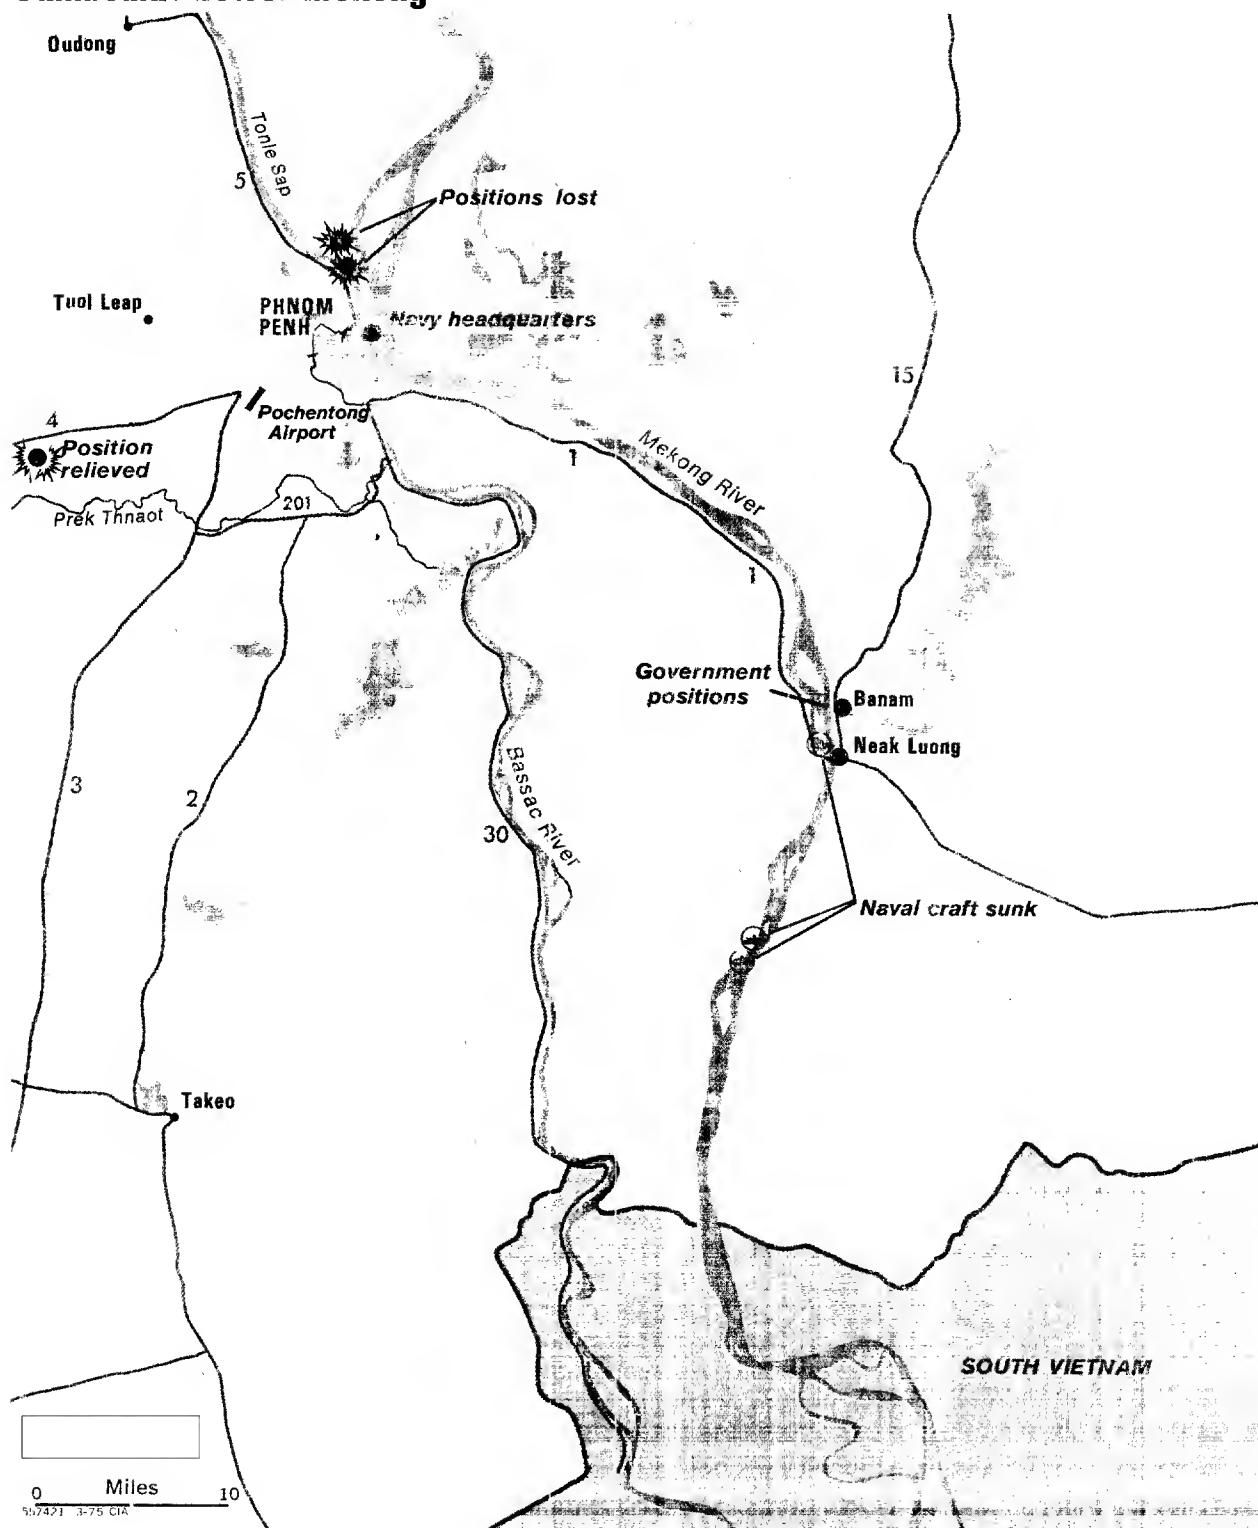 Oudong
Tonle Sap
5
Positions lost
Tuol Leap
PHNOM
PENH
Navy headquarters
15
4
Pochentong
Airport
Position
relieved
1
Mekong River
201
Prek Thnaot
1
Government
positions
Banam
Neak Luong
3
2
Bassac River
30
Naval craft sunk
Takeo
SOUTH VIETNAM
Miles
0 10
557421 3-75 CIA